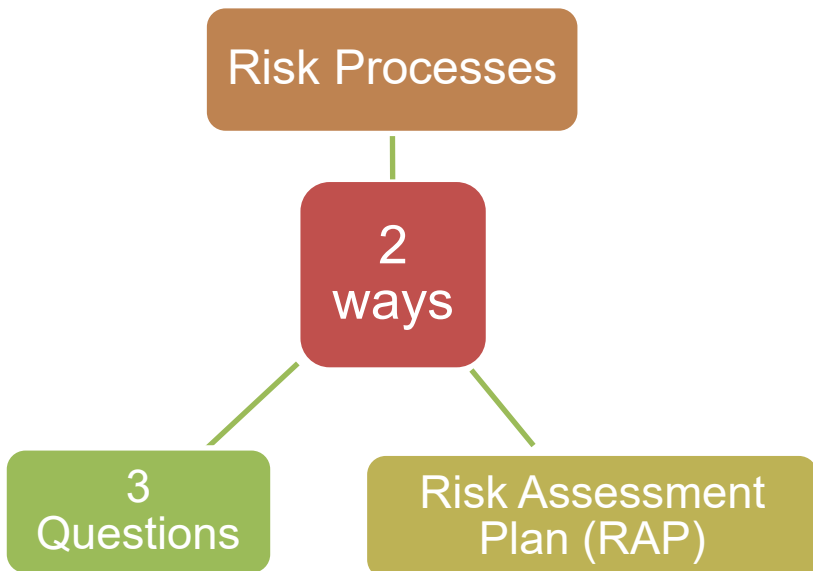 Risk Processes
2
ways
3
Questions
Risk Assessment
Plan (RAP)